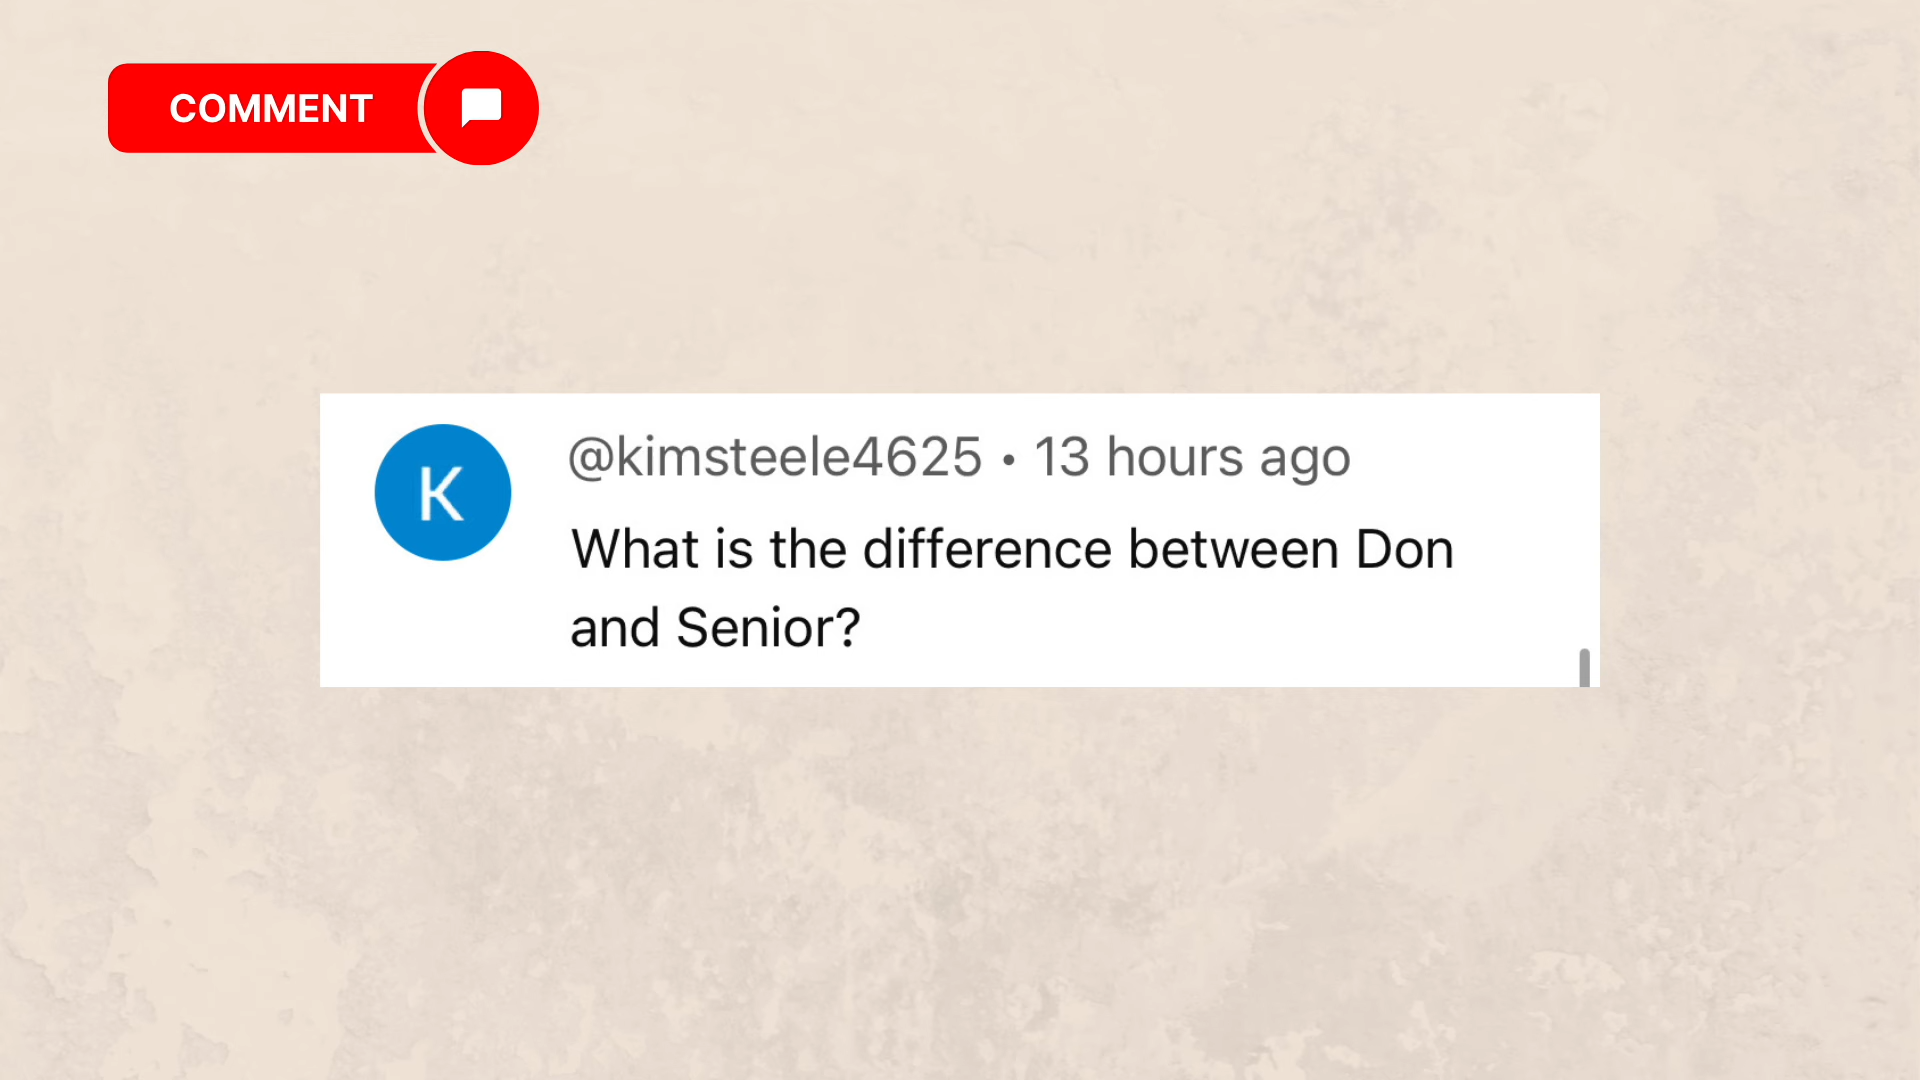 COMMENT
K
@kimsteele4625 • 13 hours ago
What is the difference between Don
and Senior?